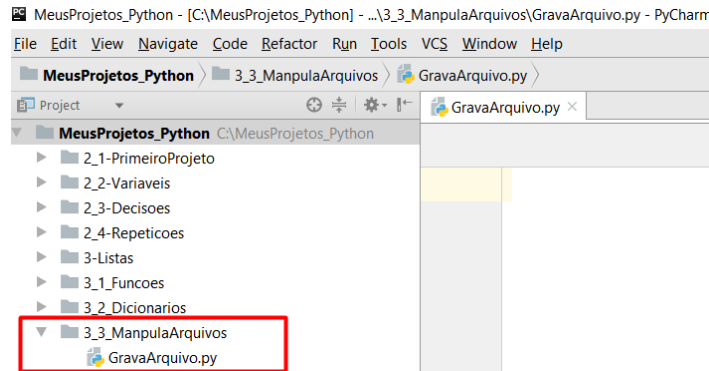 PC MeusProjetos_Python - [C:\MeusProjetos_Python] - ...\3_3_ManpulaArquivos\GravaArquivo.py - PyCharm
File Edit View Navigate Code Refactor Run Tools VCS Window Help
MeusProjetos_Python 3_3_ManpulaArquivos GravaArquivo.py
Project GravaArquivo.py
MeusProjetos_Python C:\MeusProjetos_Python
2_1-PrimeiroProjeto
2_2-Variaveis
2_3-Decisoes
2_4-Repeticoes
3-Listas
3_1_Funcoes
3_2_Dicionarios
3_3_ManpulaArquivos
GravaArquivo.py